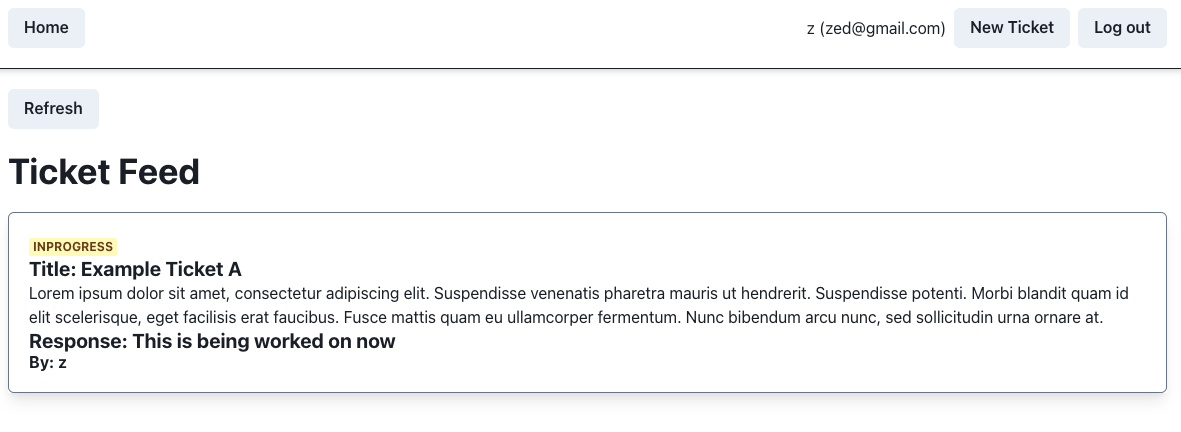 Home
z (zed@gmail.com)
New Ticket
Log out
Refresh
Ticket Feed
INPROGRESS
Title: Example Ticket A
Lorem ipsum dolor sit amet, consectetur adipiscing elit. Suspendisse venenatis pharetra mauris ut hendrerit. Suspendisse potenti. Morbi blandit quam id
elit scelerisque, eget facilisis erat faucibus. Fusce mattis quam eu ullamcorper fermentum. Nunc bibendum arcu nunc, sed sollicitudin urna ornare at.
Response: This is being worked on now
By: z